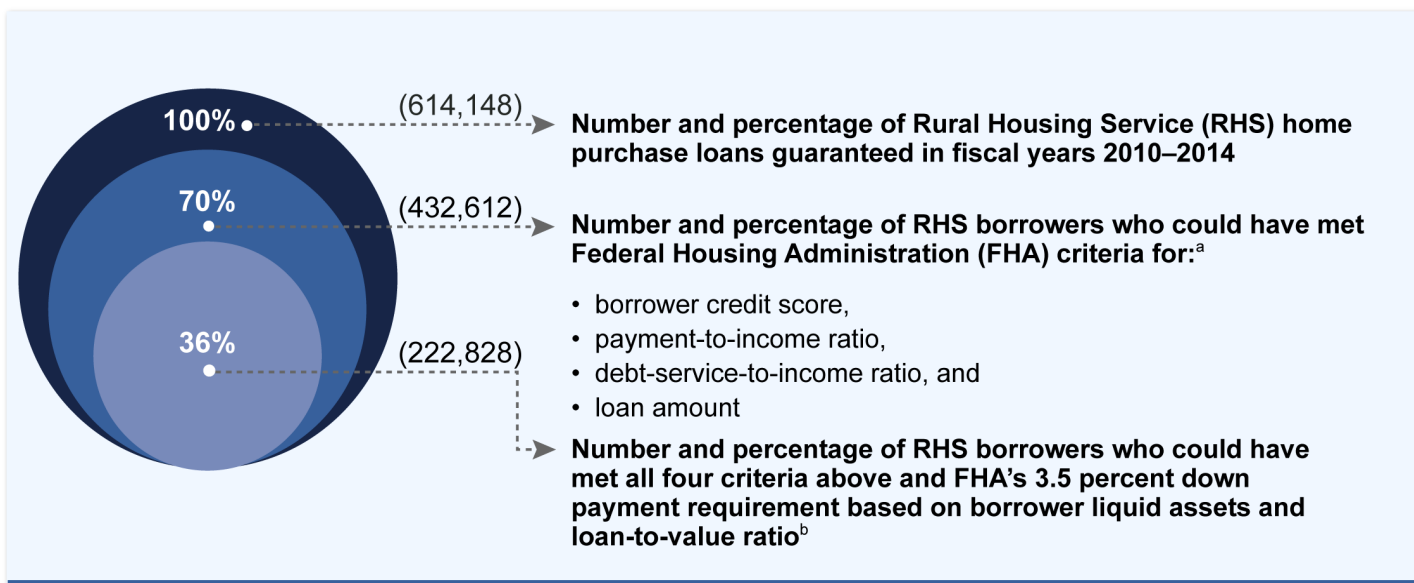 100%
(614,148)
Number and percentage of Rural Housing Service (RHS) home
purchase loans guaranteed in fiscal years 2010–2014
70%
(432,612)
Number and percentage of RHS borrowers who could have met
Federal Housing Administration (FHA) criteria for:a
• borrower credit score,
• payment-to-income ratio,
• debt-service-to-income ratio, and
• loan amount
36%
(222,828)
Number and percentage of RHS borrowers who could have
met all four criteria above and FHA’s 3.5 percent down
payment requirement based on borrower liquid assets and
loan-to-value ratiob